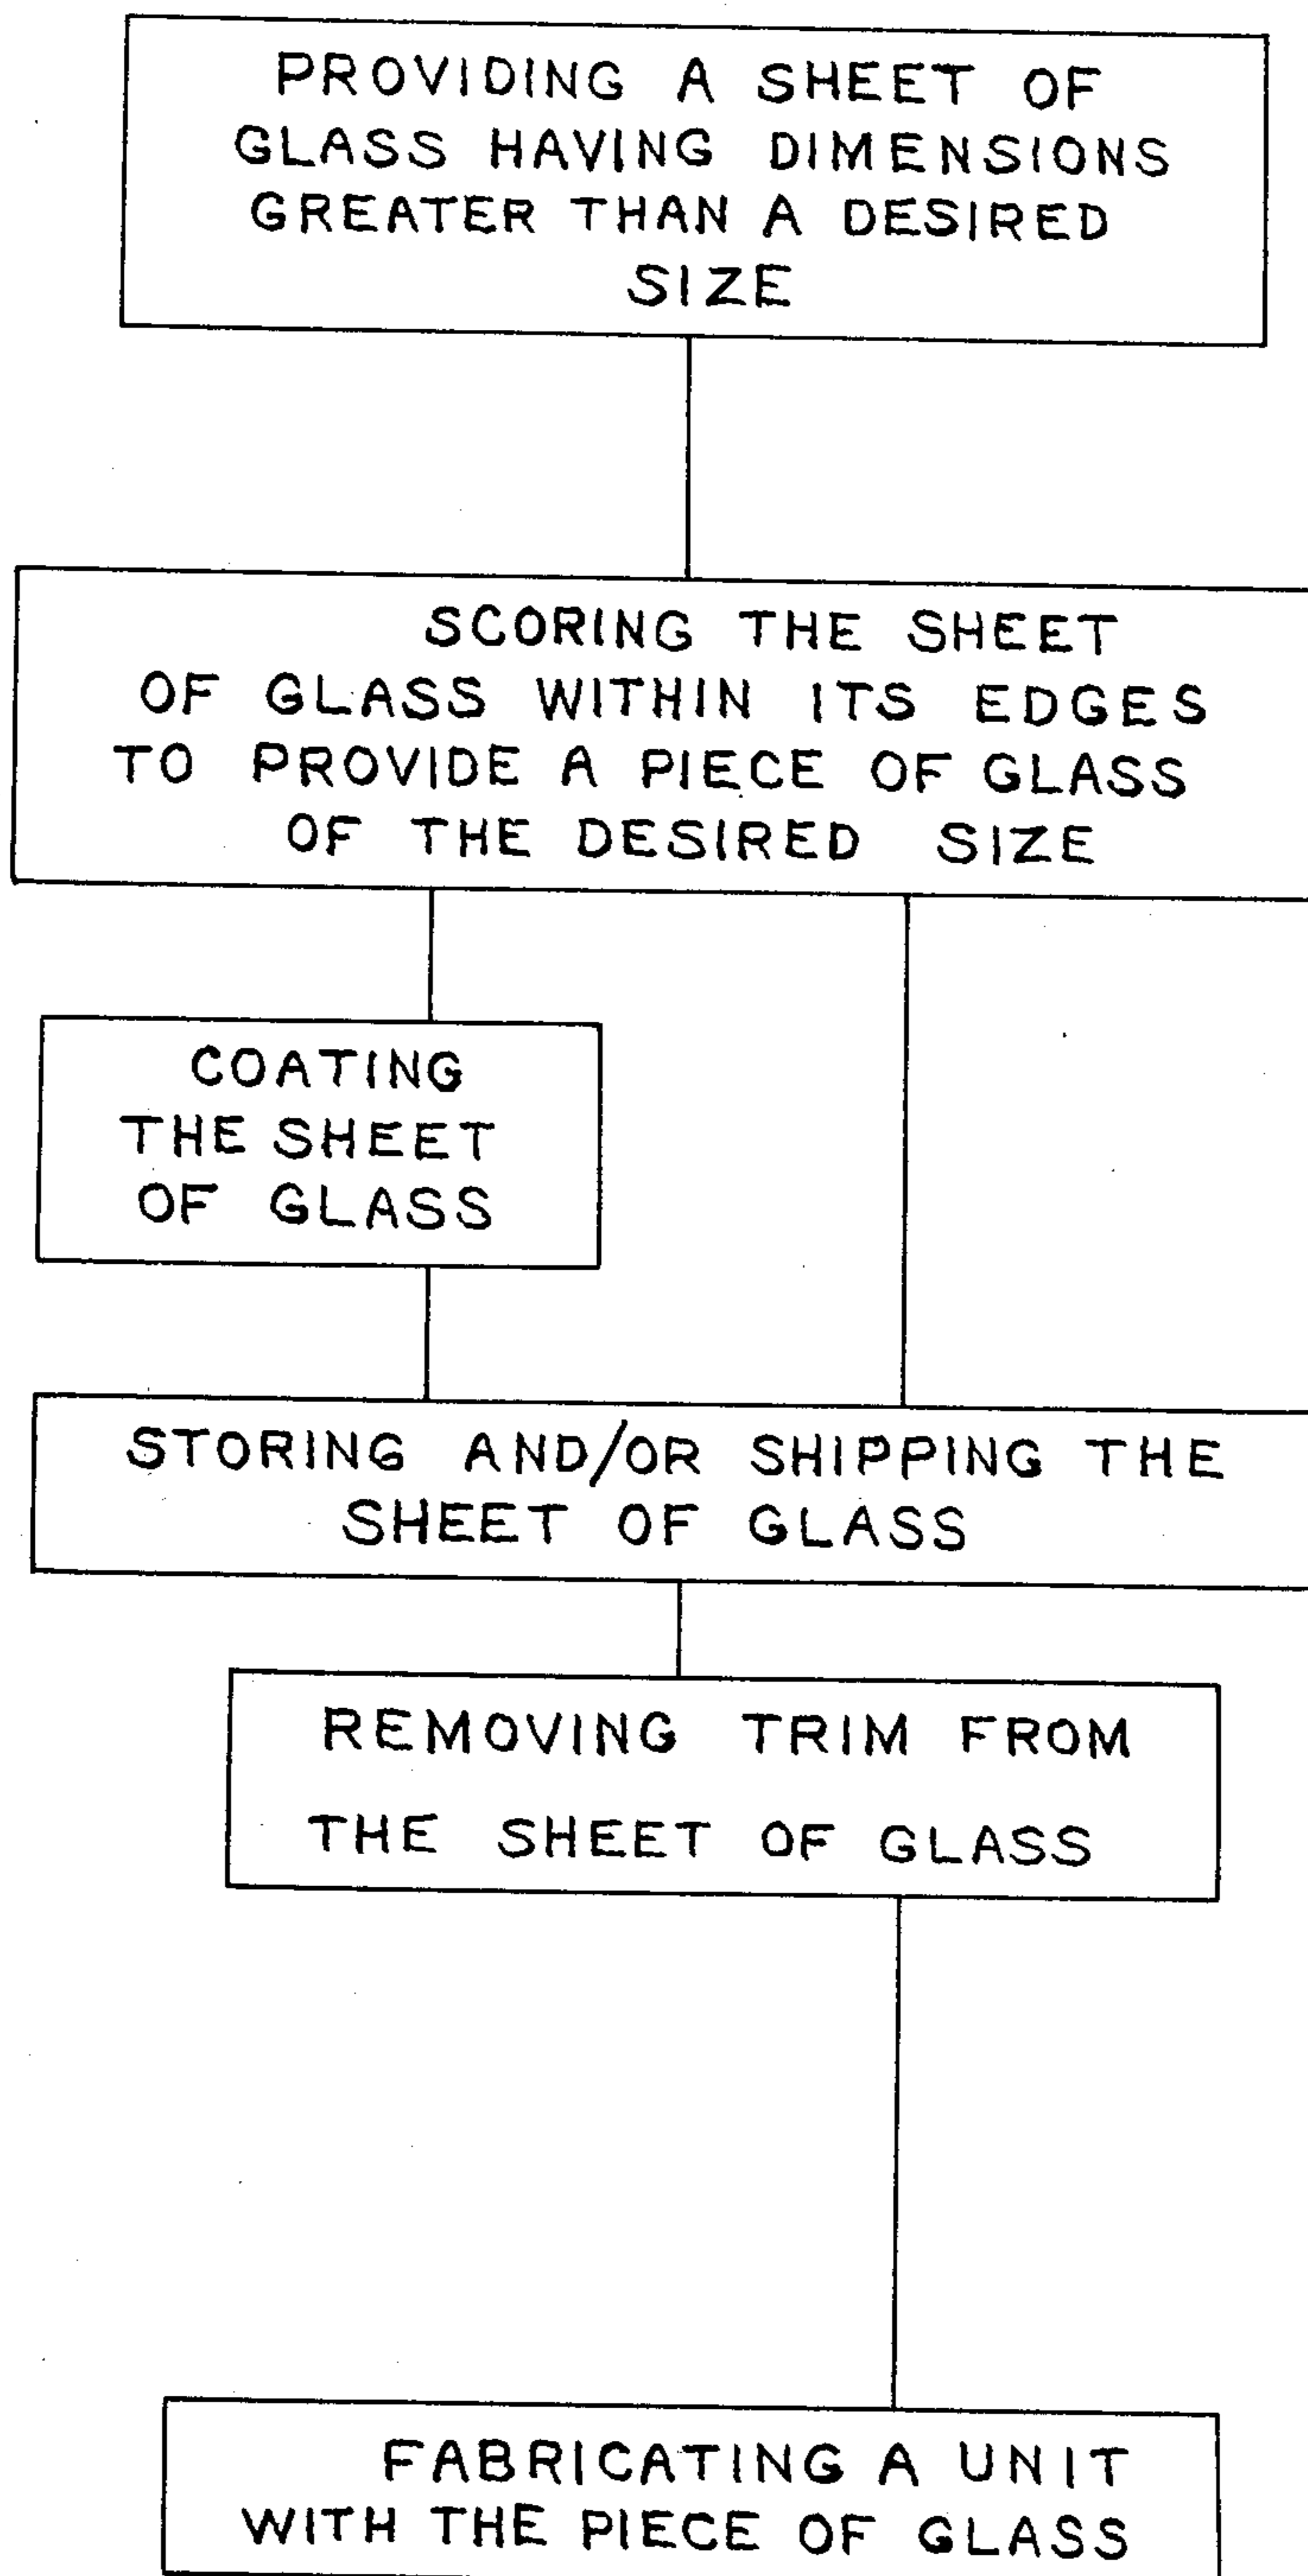 PROVIDING A SHEET OF
GLASS HAVING DIMENSIONS
GREATER THAN A DESIRED
SIZE
SCORING THE SHEET
OF GLASS WITHIN ITS EDGES
TO PROVIDE A PIECE OF GLASS
OF THE DESIRED SIZE
COATING
THE SHEET
OF GLASS
STORING AND/OR SHIPPING THE
SHEET OF GLASS
REMOVING TRIM FROM
THE SHEET OF GLASS
FABRICATING A UNIT
WITH THE PIECE OF GLASS